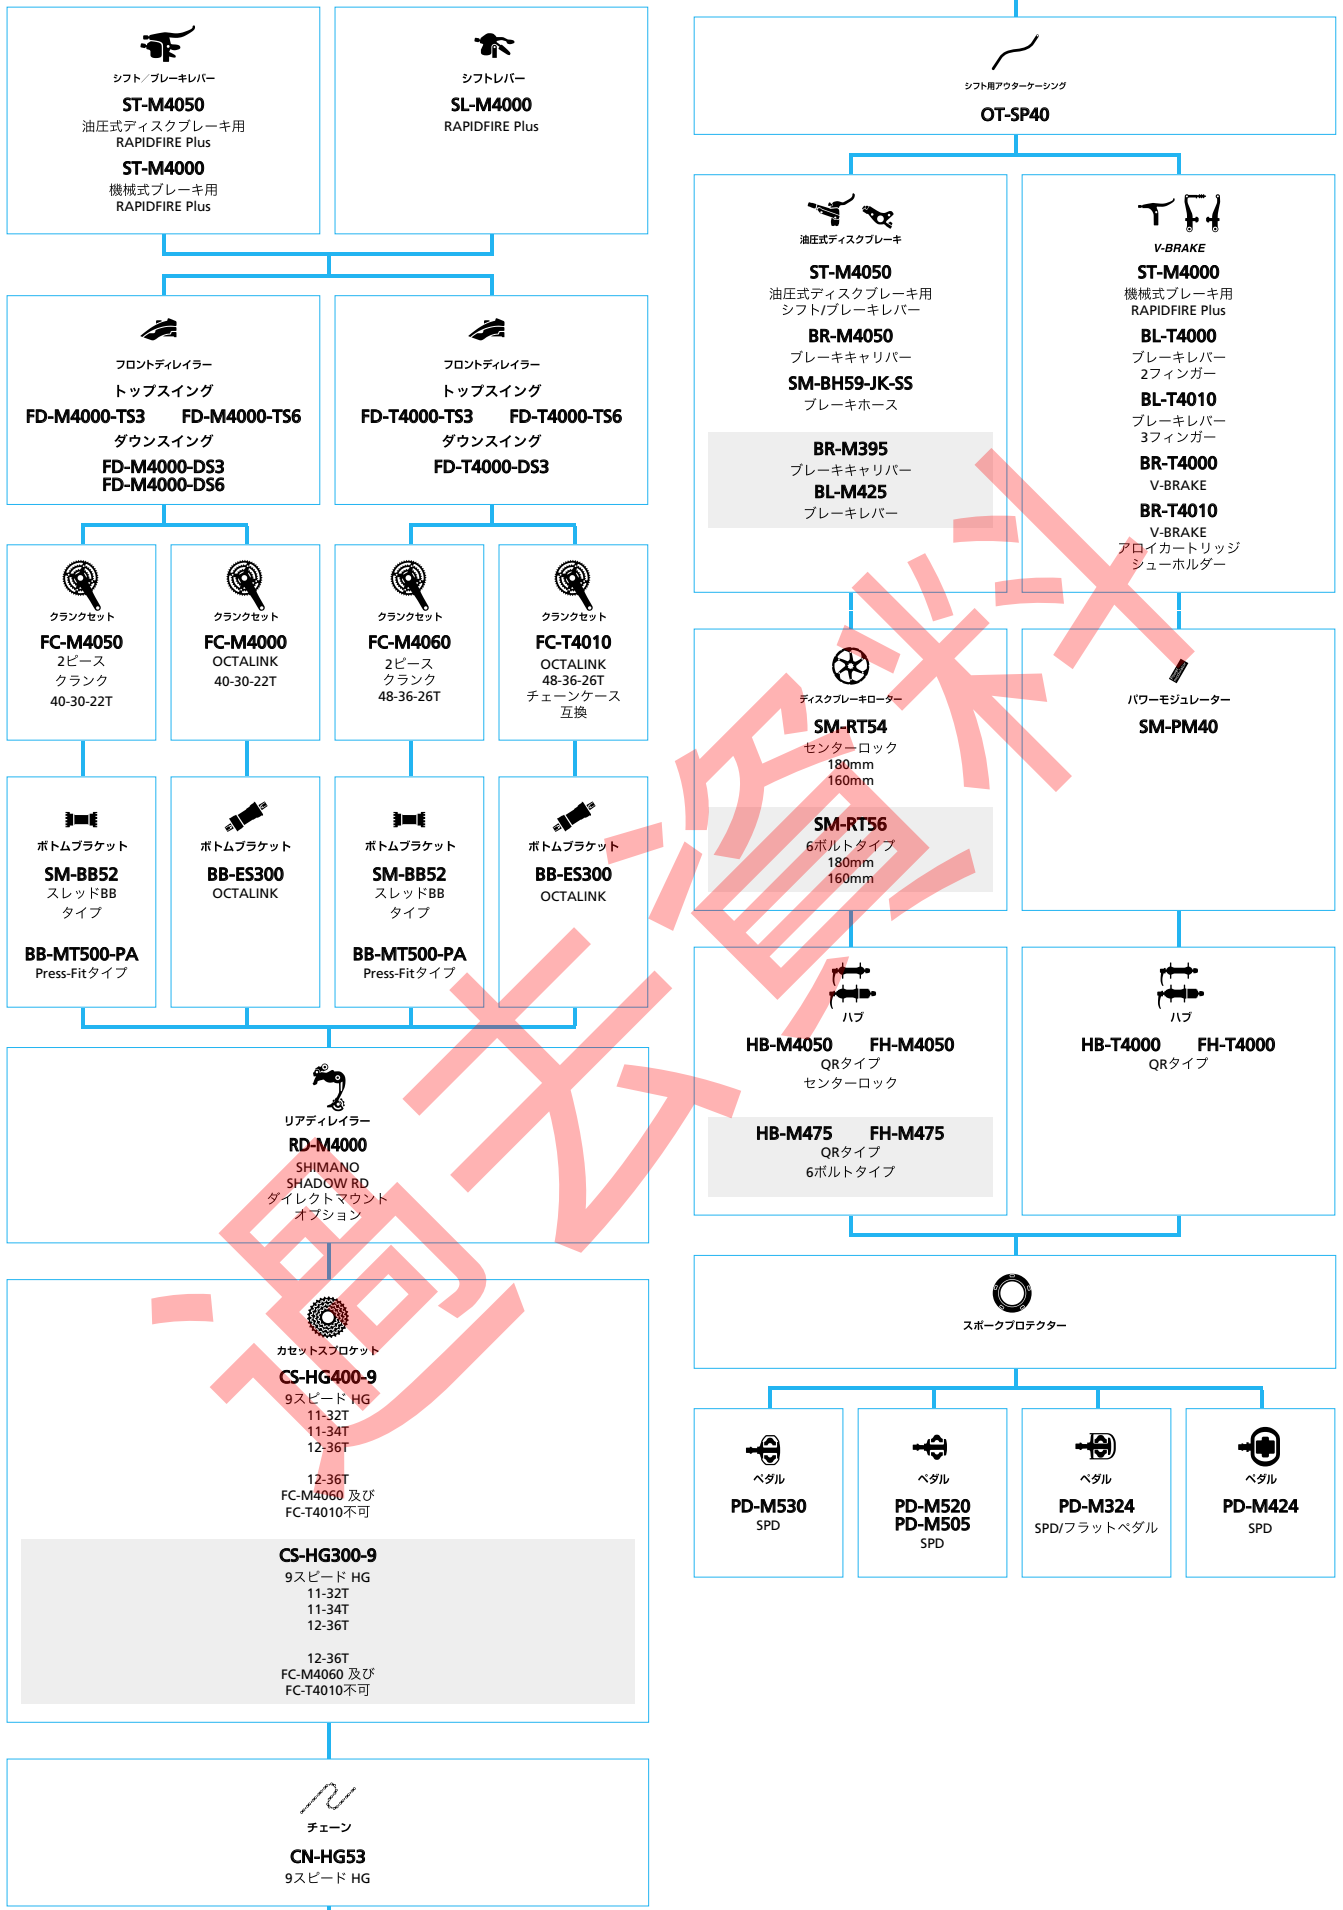 シフト／ブレーキレバー
ST-M4050
油圧式ディスクブレーキ用
RAPIDFIRE Plus
ST-M4000
機械式ブレーキ用
RAPIDFIRE Plus
シフトレバー
SL-M4000
RAPIDFIRE Plus
フロントディレイラー
トップスイング
FD-M4000-TS3 FD-M4000-TS6
ダウンスイング
FD-M4000-DS3
FD-M4000-DS6
フロントディレイラー
トップスイング
FD-T4000-TS3 FD-T4000-TS6
ダウンスイング
FD-T4000-DS3
クランクセット
FC-M4050
2ピース
クランク
40-30-22T
クランクセット
FC-M4000
OCTALINK
40-30-22T
クランクセット
FC-M4060
2ピース
クランク
48-36-26T
クランクセット
FC-T4010
OCTALINK
48-36-26T
チェーンケース
互換
ボトムブラケット
SM-BB52
スレッドBB
タイプ
BB-MT500-PA
Press-Fitタイプ
ボトムブラケット
BB-ES300
OCTALINK
ボトムブラケット
SM-BB52
スレッドBB
タイプ
BB-MT500-PA
Press-Fitタイプ
ボトムブラケット
BB-ES300
OCTALINK
リアディレイラー
RD-M4000
SHIMANO
SHADOW RD
ダイレクトマウント
オプション
カセットスプロケット
CS-HG400-9
9スピード HG
11-32T
11-34T
12-36T
12-36T
FC-M4060 及び
FC-T4010不可
CS-HG300-9
9スピード HG
11-32T
11-34T
12-36T
12-36T
FC-M4060 及び
FC-T4010不可
チェーン
CN-HG53
9スピード HG
シフト用アウターケーシング
OT-SP40
油圧式ディスクブレーキ
ST-M4050
油圧式ディスクブレーキ用
シフト/ブレーキレバー
BR-M4050
ブレーキキャリパー
SM-BH59-JK-SS
ブレーキホース
BR-M395
ブレーキキャリパー
BL-M425
ブレーキレバー
V-BRAKE
ST-M4000
機械式ブレーキ用
RAPIDFIRE Plus
BL-T4000
ブレーキレバー
2フィンガー
BL-T4010
ブレーキレバー
3フィンガー
BR-T4000
V-BRAKE
BR-T4010
V-BRAKE
アロイカートリッジ
シューホルダー
ディスクブレーキローター
SM-RT54
センターロック
180mm
160mm
SM-RT56
6ボルトタイプ
180mm
160mm
パワーモジュレーター
SM-PM40
ハブ
HB-M4050 FH-M4050
QRタイプ
センターロック
HB-M475 FH-M475
QRタイプ
6ボルトタイプ
ハブ
HB-T4000 FH-T4000
QRタイプ
スポークプロテクター
ペダル
PD-M530
SPD
ペダル
PD-M520
PD-M505
SPD
ペダル
PD-M324
SPD/フラットペダル
ペダル
PD-M424
SPD
過去資料